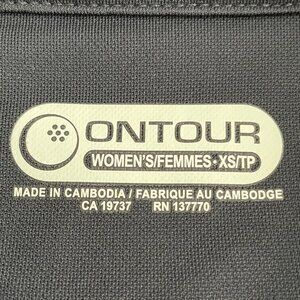 ONTOUR
WOMEN'S/FEMMES•XS/TP
MADE IN CAMBODIA / FABRIQUE AU CAMBODGE
CA 19737 RN 137770